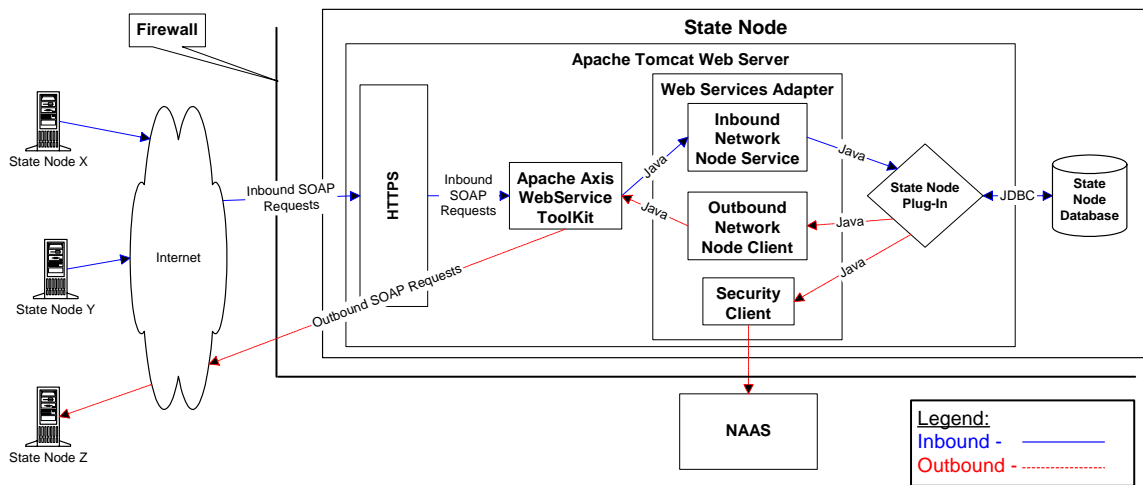 State Node
Firewall
Apache Tomcat Web Server
Web Services Adapter
State Node X
Inbound SOAP
Requests
HTTPS
Inbound
SOAP
Requests
Apache Axis
WebService
ToolKit
Java
Inbound
Network
Node Service
Java
State Node
Plug-In
JDBC
State
Node
Database
Internet
State Node Y
Outbound SOAP Requests
Java
Outbound
Network
Node Client
Java
Java
Security
Client
State Node Z
NAAS
Legend:
Inbound -
Outbound -